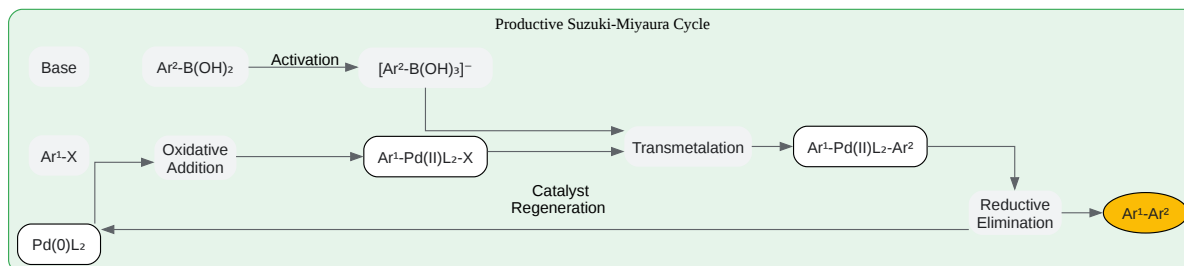 Productive Suzuki-Miyaura Cycle
Base
Ar²-B(OH)₂
Activation
[Ar²-B(OH)₃]⁻
Ar¹-X
Oxidative
Addition
Ar¹-Pd(II)L₂-X
Transmetalation
Ar¹-Pd(II)L₂-Ar²
Catalyst
Regeneration
Reductive
Elimination
Ar¹-Ar²
Pd(0)L₂